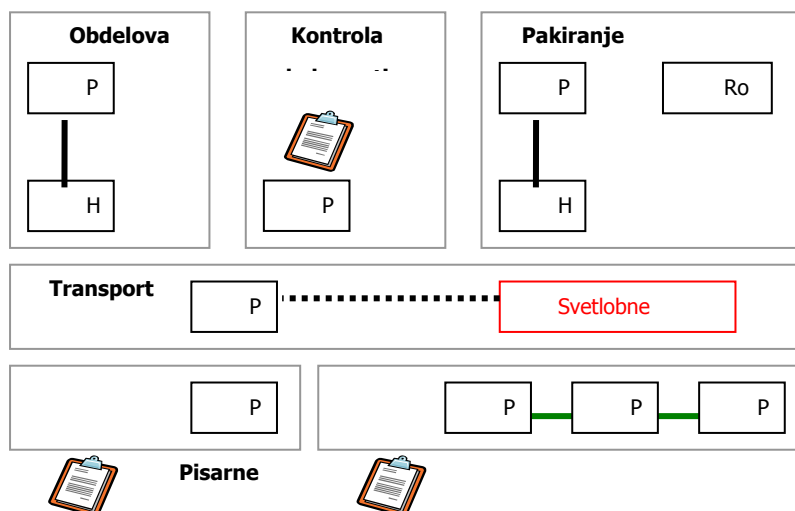 Obdelova
Kontrola
Pakiranje
P
P
Ro
H
P
H
Transport
P
Svetlobne
P
P
P
P
Pisarne